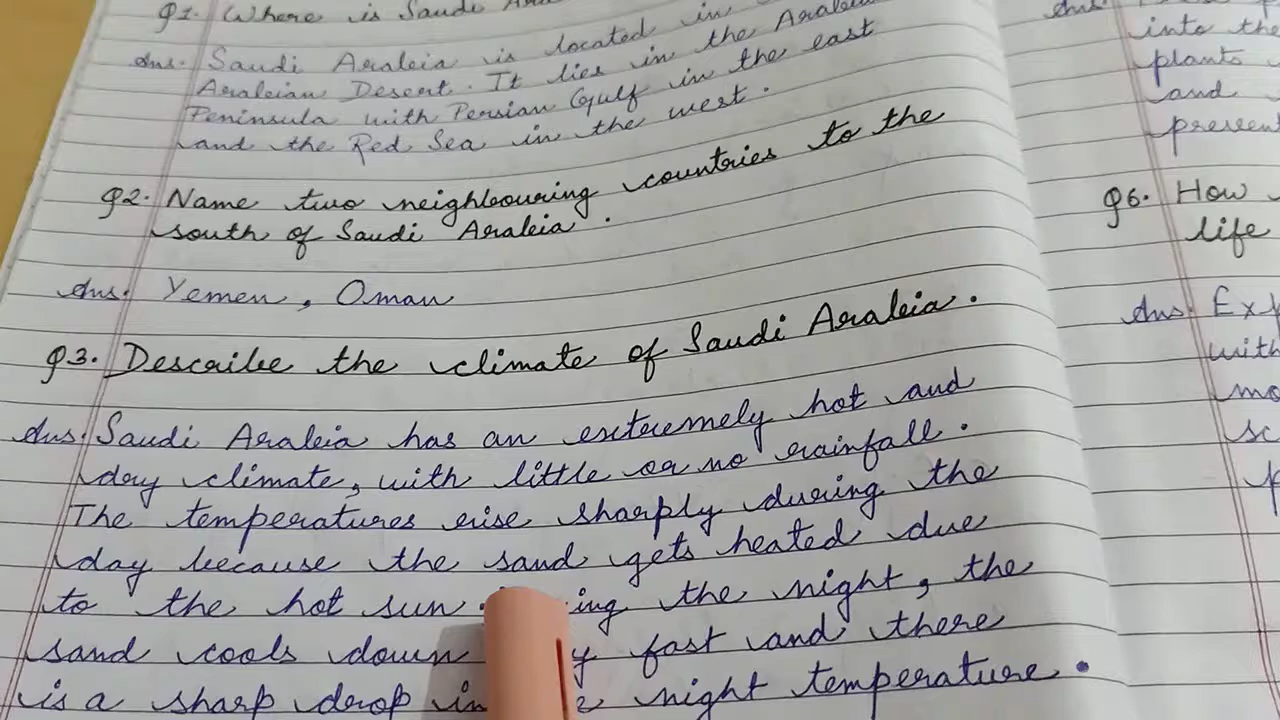 Q1. Where is Saudi
Ans. Saudi Arabia is located in
Arabian Desert. It lies in the Arabian
Peninsula with Persian Gulf in the east
and the Red Sea in the west.
Q2. Name two neighbouring countries to the
south of Saudi Arabia.
Ans. Yemen, Oman
Q3. Describe the climate of Saudi Arabia.
Ans. Saudi Arabia has an extremely hot and
dry climate, with little or no rainfall.
The temperatures rise sharply during the
day because the sand gets heated due
to the hot sun. ing the night, the
sand cools down y fast and there
is a sharp drop in night temperature.
Ans.
into the
plants
and
Q6. How
life
Ans.
with